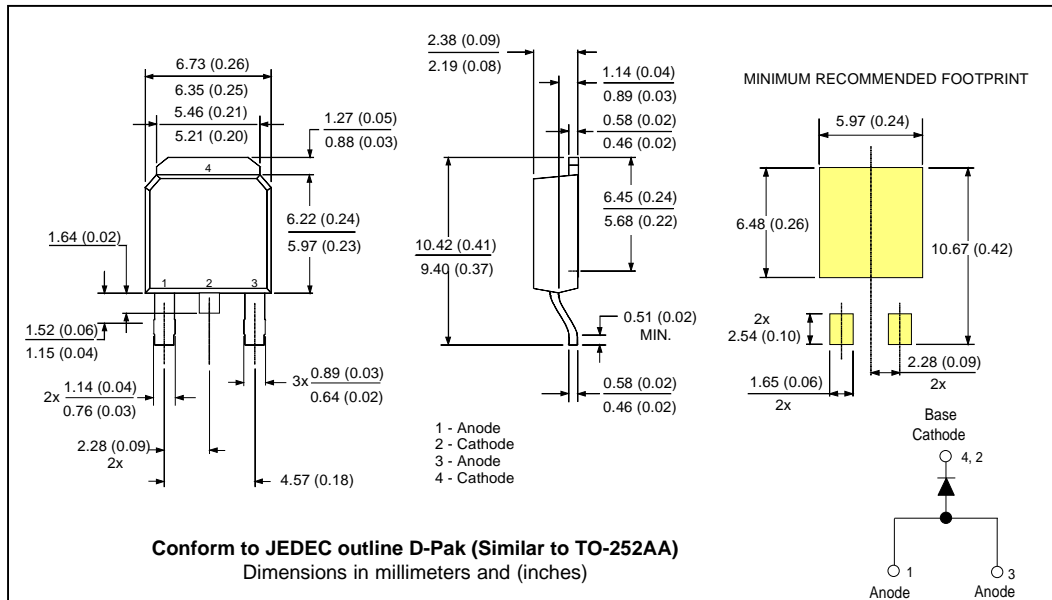 6.73 (0.26)
6.35 (0.25)
5.46 (0.21)
5.21 (0.20)
1.27 (0.05)
0.88 (0.03)
4
6.22 (0.24)
5.97 (0.23)
1.64 (0.02)
1 2 3
1.52 (0.06)
1.15 (0.04)
2x 1.14 (0.04)
0.76 (0.03)
3x 0.89 (0.03)
0.64 (0.02)
2.28 (0.09)
2x
4.57 (0.18)
2.38 (0.09)
2.19 (0.08)
1.14 (0.04)
0.89 (0.03)
0.58 (0.02)
0.46 (0.02)
6.45 (0.24)
5.68 (0.22)
10.42 (0.41)
9.40 (0.37)
0.51 (0.02)
MIN.
0.58 (0.02)
0.46 (0.02)
1 - Anode
2 - Cathode
3 - Anode
4 - Cathode
MINIMUM RECOMMENDED FOOTPRINT
5.97 (0.24)
6.48 (0.26)
10.67 (0.42)
2x
2.54 (0.10)
1.65 (0.06)
2x
2.28 (0.09)
2x
Base
Cathode
4, 2
1
Anode
3
Anode
Conform to JEDEC outline D-Pak (Similar to TO-252AA)
Dimensions in millimeters and (inches)